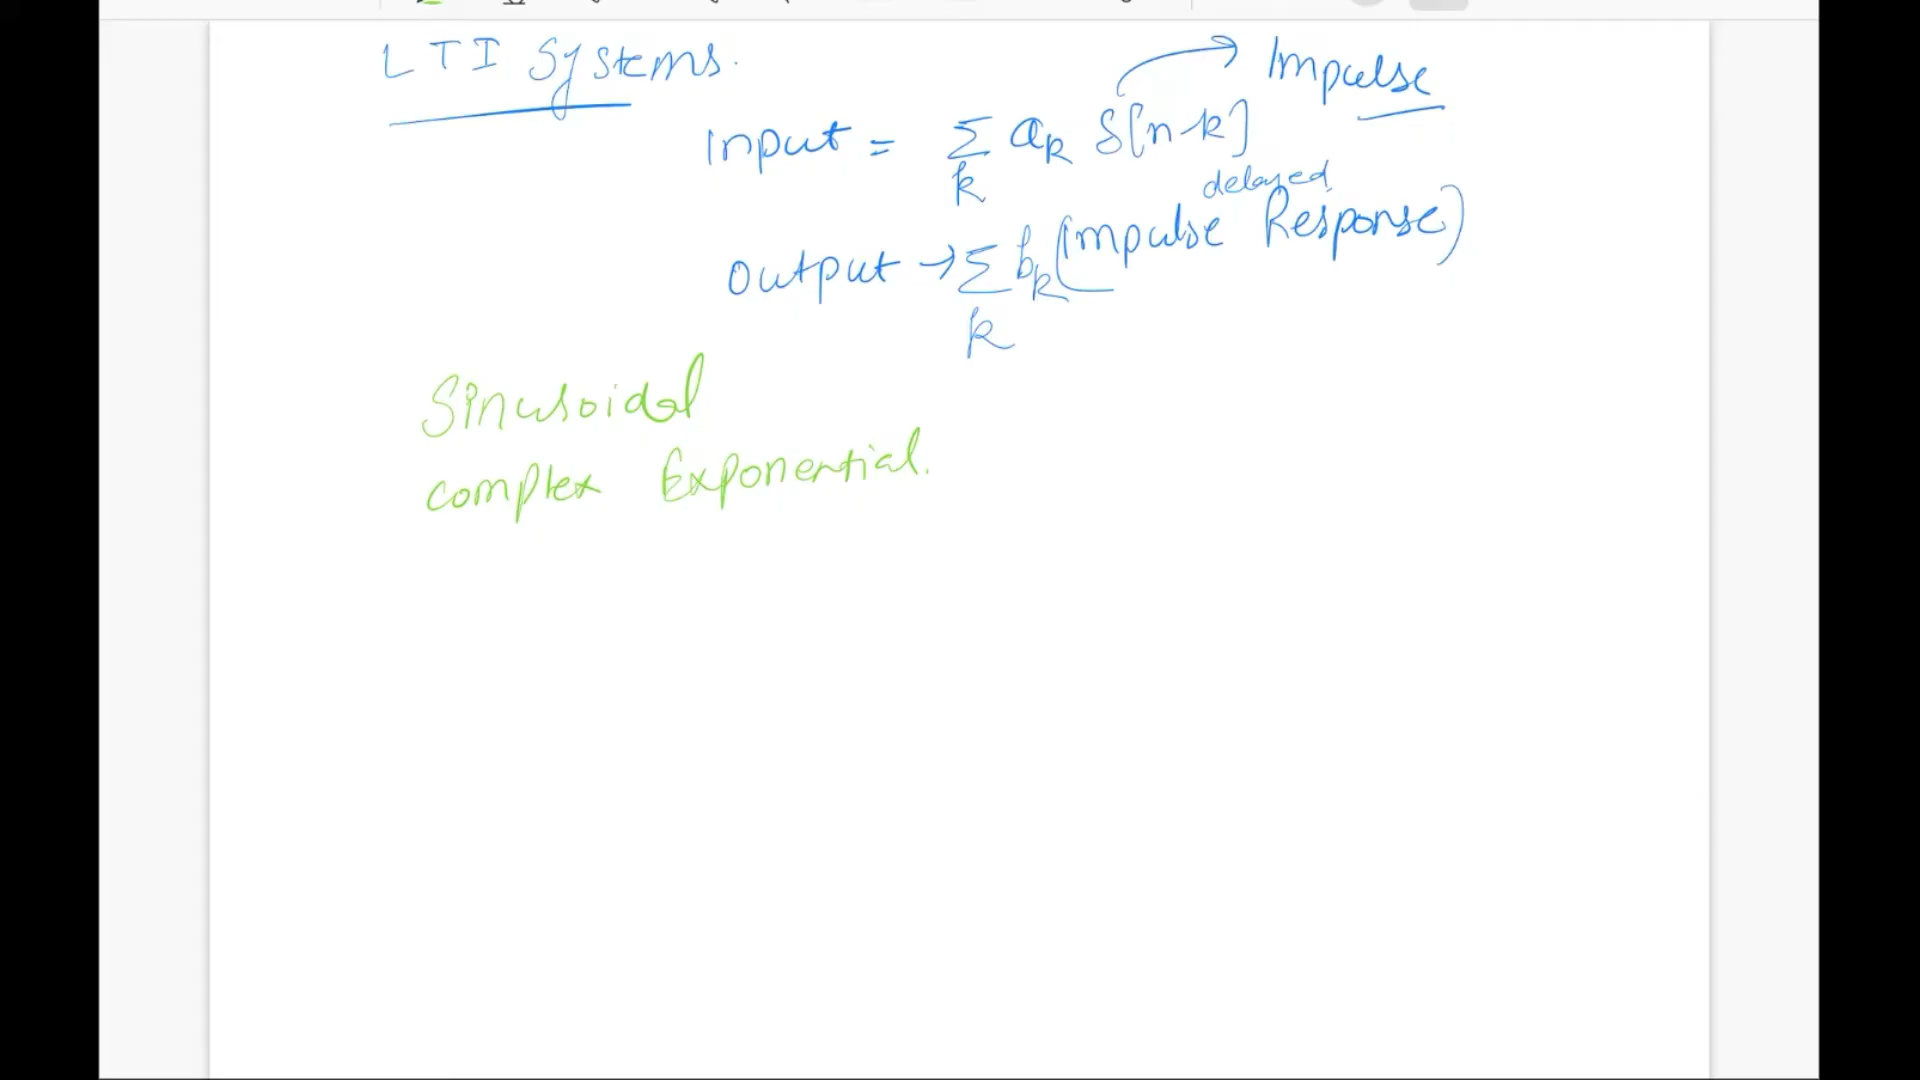 LTI Systems.
Impulse
Input = Σ_k a_k δ[n-k]
delayed
Output → Σ_k b_k (Impulse Response)
Sinusoidal
Complex Exponential.